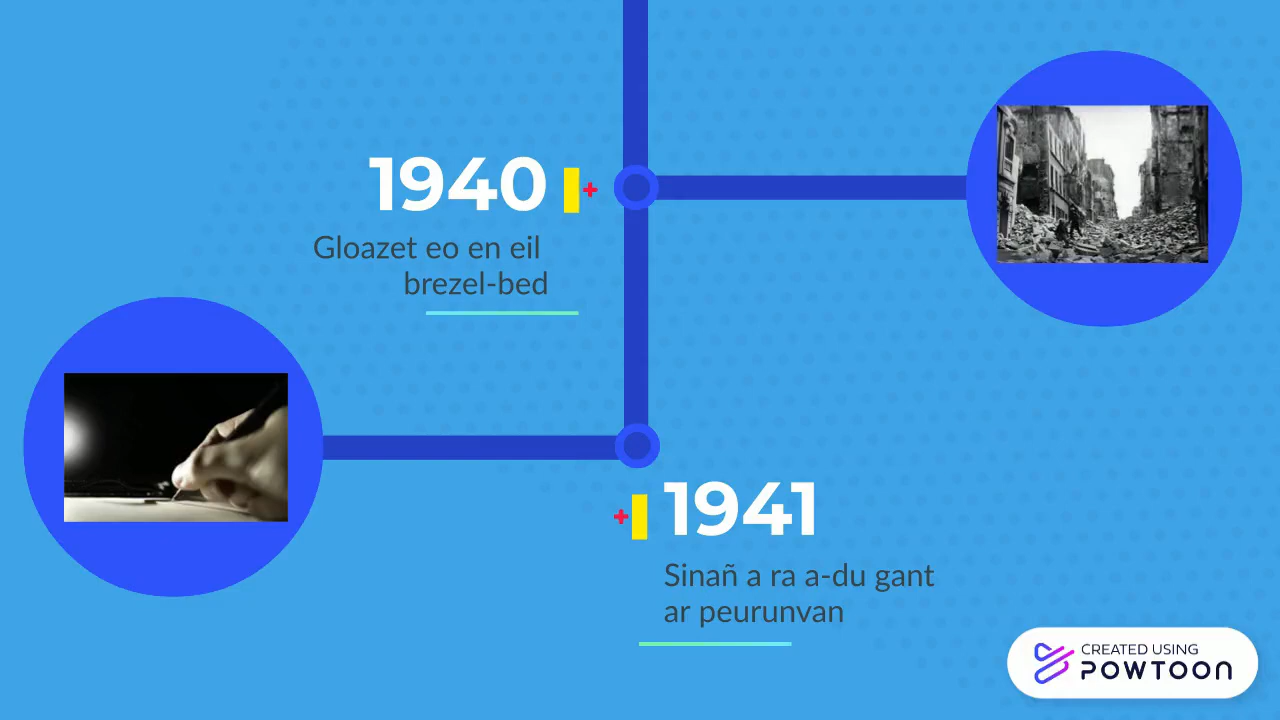 1940
Gloazet eo en eil
brezel-bed
1941
Sinañ a ra a-du gant
ar peurunvan
CREATED USING
POWTOON